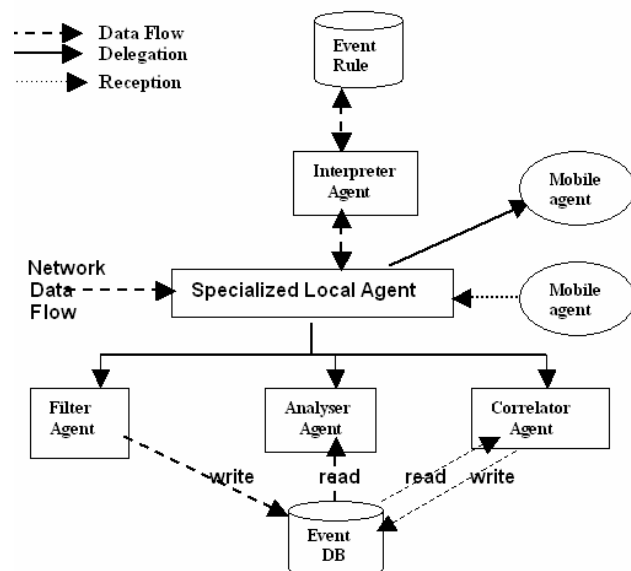 Data Flow
Delegation
Reception
Event
Rule
Interpreter
Agent
Mobile
agent
Network
Data
Flow
Specialized Local Agent
Mobile
agent
Filter
Agent
Analyser
Agent
Correlator
Agent
write
read
read
write
Event
DB